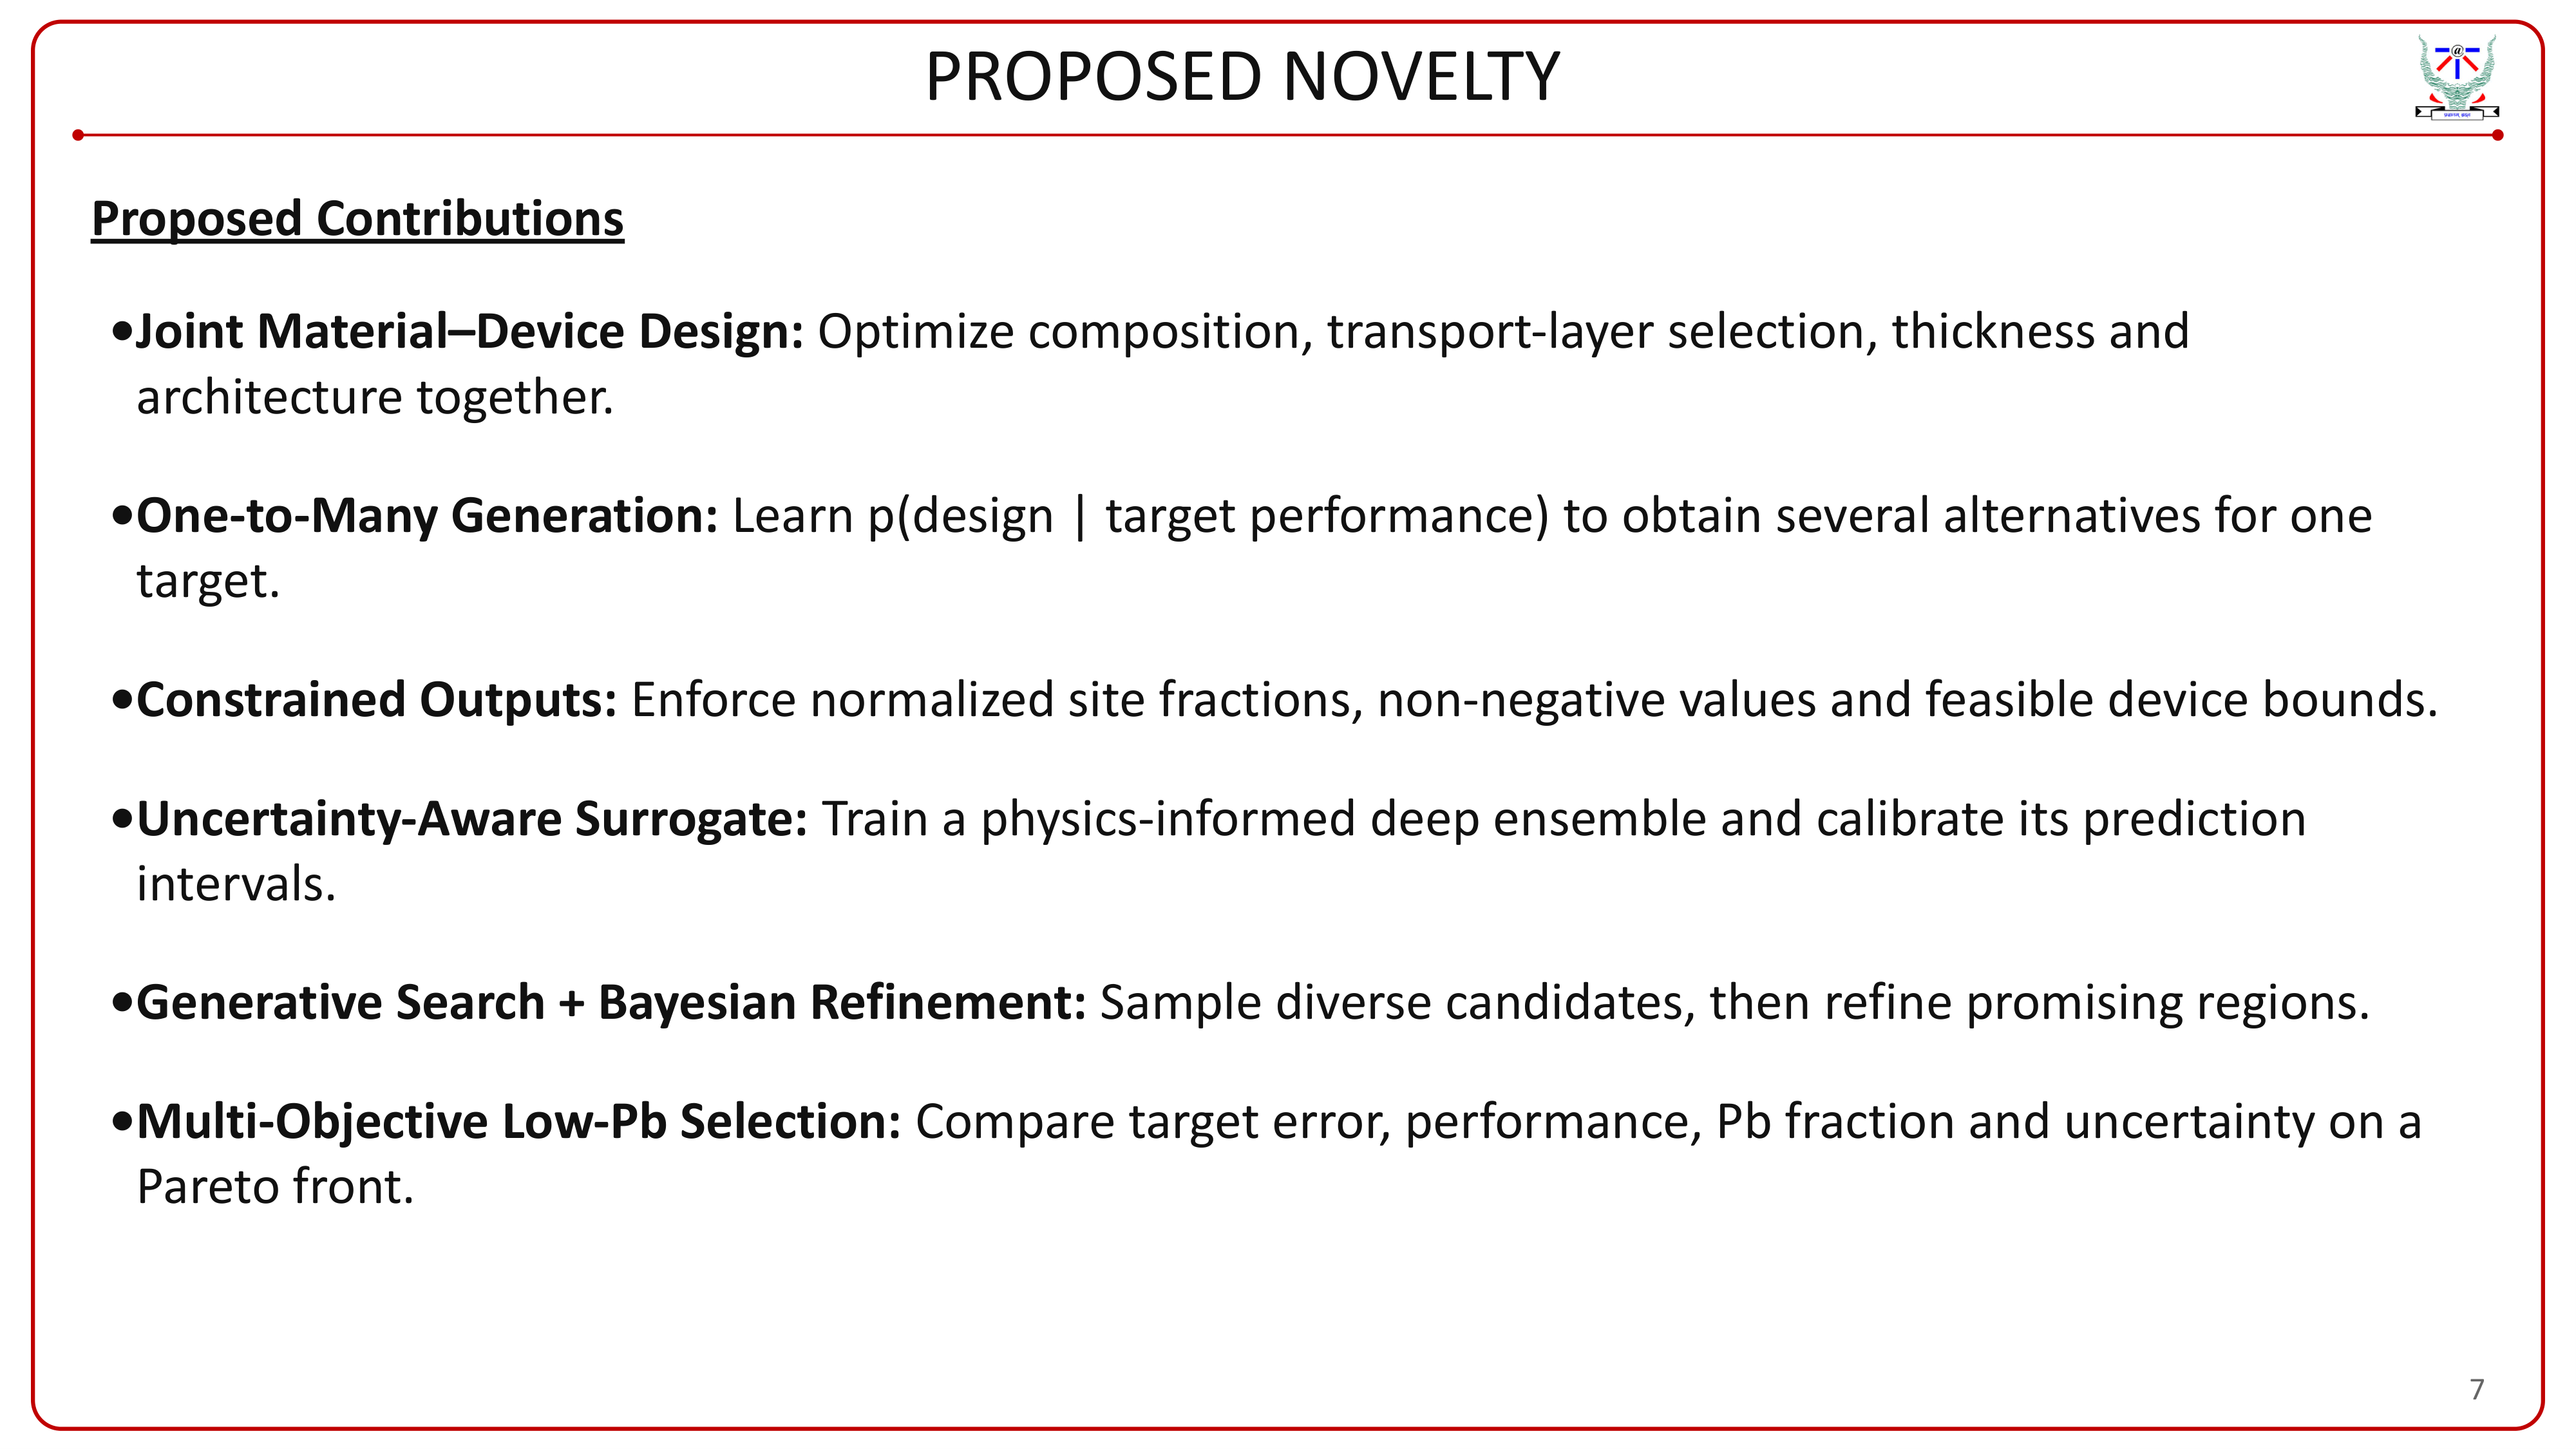 PROPOSED NOVELTY
@
Proposed Contributions
•Joint Material–Device Design: Optimize composition, transport-layer selection, thickness and
architecture together.
•One-to-Many Generation: Learn p(design | target performance) to obtain several alternatives for one
target.
•Constrained Outputs: Enforce normalized site fractions, non-negative values and feasible device bounds.
•Uncertainty-Aware Surrogate: Train a physics-informed deep ensemble and calibrate its prediction
intervals.
•Generative Search + Bayesian Refinement: Sample diverse candidates, then refine promising regions.
•Multi-Objective Low-Pb Selection: Compare target error, performance, Pb fraction and uncertainty on a
Pareto front.
7